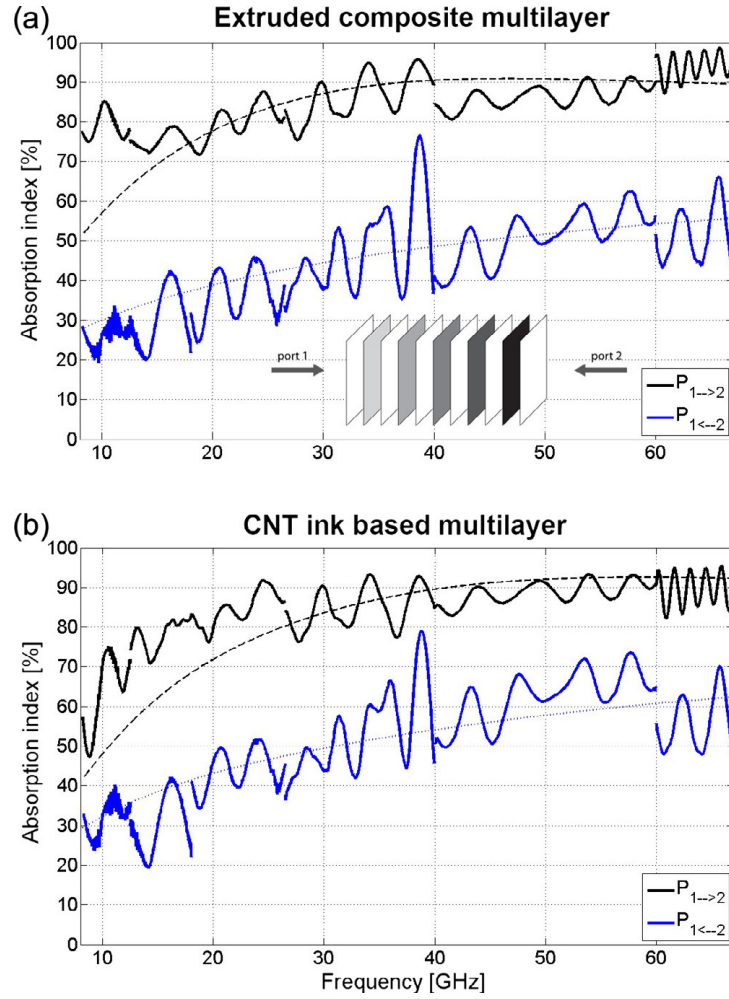 (a)
Extruded composite multilayer
Absorption index [%]
100
90
80
70
60
50
40
30
20
10
0
port 1
port 2
P1-->2
P1<--2
10 20 30 40 50 60
(b)
CNT ink based multilayer
Absorption index [%]
100
90
80
70
60
50
40
30
20
10
0
P1-->2
P1<--2
10 20 30 40 50 60
Frequency [GHz]